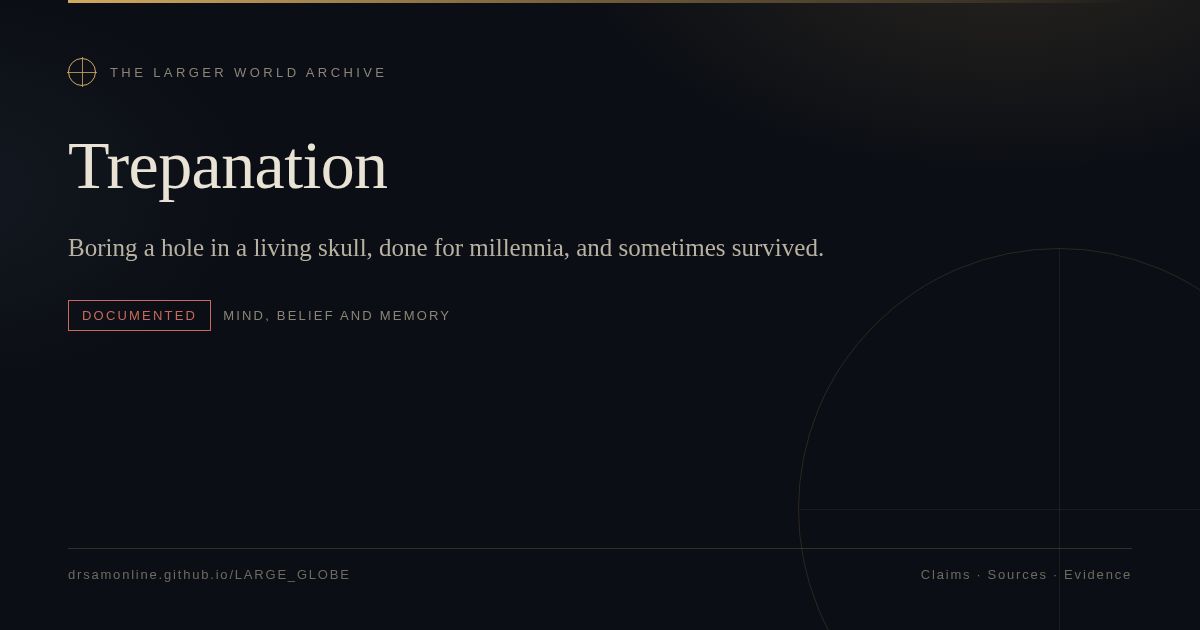 THE LARGER WORLD ARCHIVE
Trepanation
Boring a hole in a living skull, done for millennia, and sometimes survived.
DOCUMENTED MIND, BELIEF AND MEMORY
drsamonline.github.io/LARGE_GLOBE Claims · Sources · Evidence